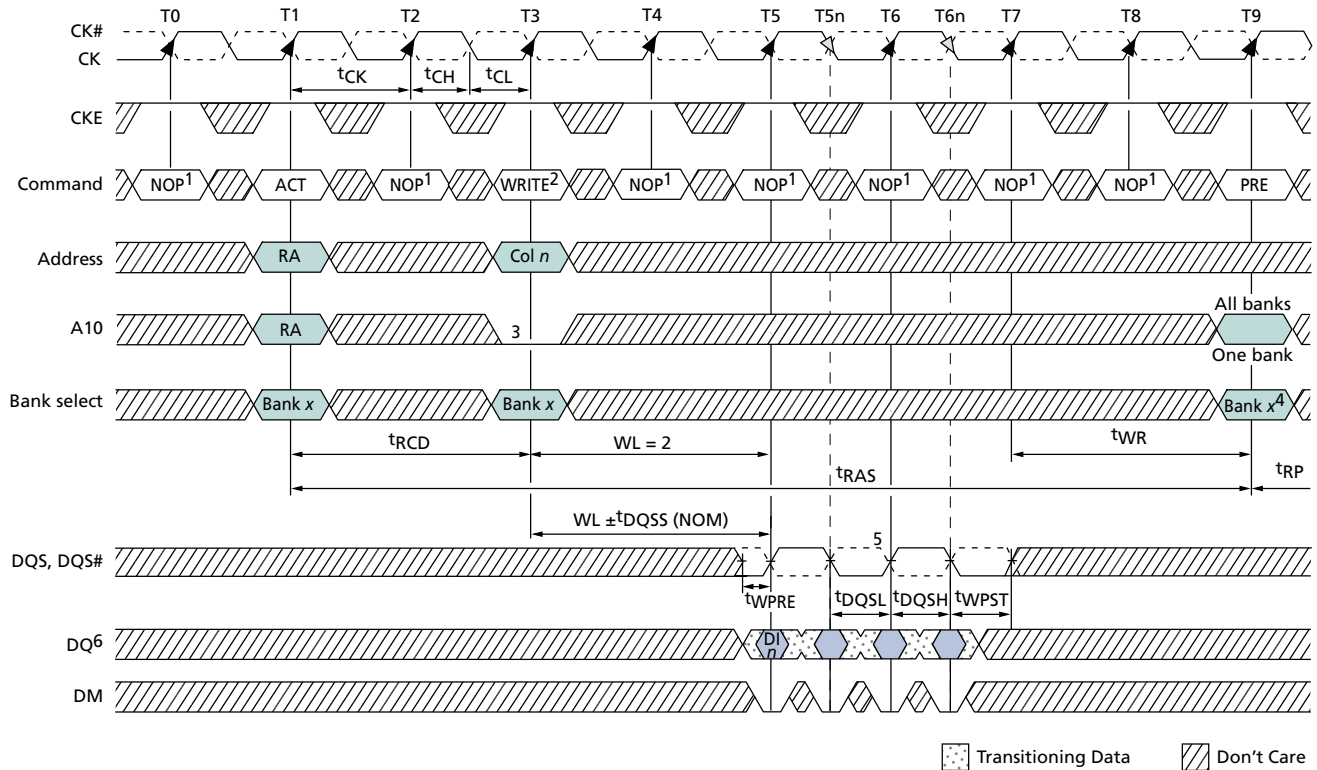 T0 T1 T2 T3 T4 T5 T5n T6 T6n T7 T8 T9
CK#
CK
tCK tCH tCL
CKE
Command NOP1 ACT NOP1 WRITE2 NOP1 NOP1 NOP1 NOP1 NOP1 PRE
Address RA Col n
All banks
A10 RA 3
One bank
Bank select Bank x Bank x Bank x4
tRCD WL = 2 tWR
tRAS tRP
WL ±tDQSS (NOM)
5
DQS, DQS#
tWPRE tDQSL tDQSH tWPST
DQ6 DI n
DM
Transitioning Data Don't Care